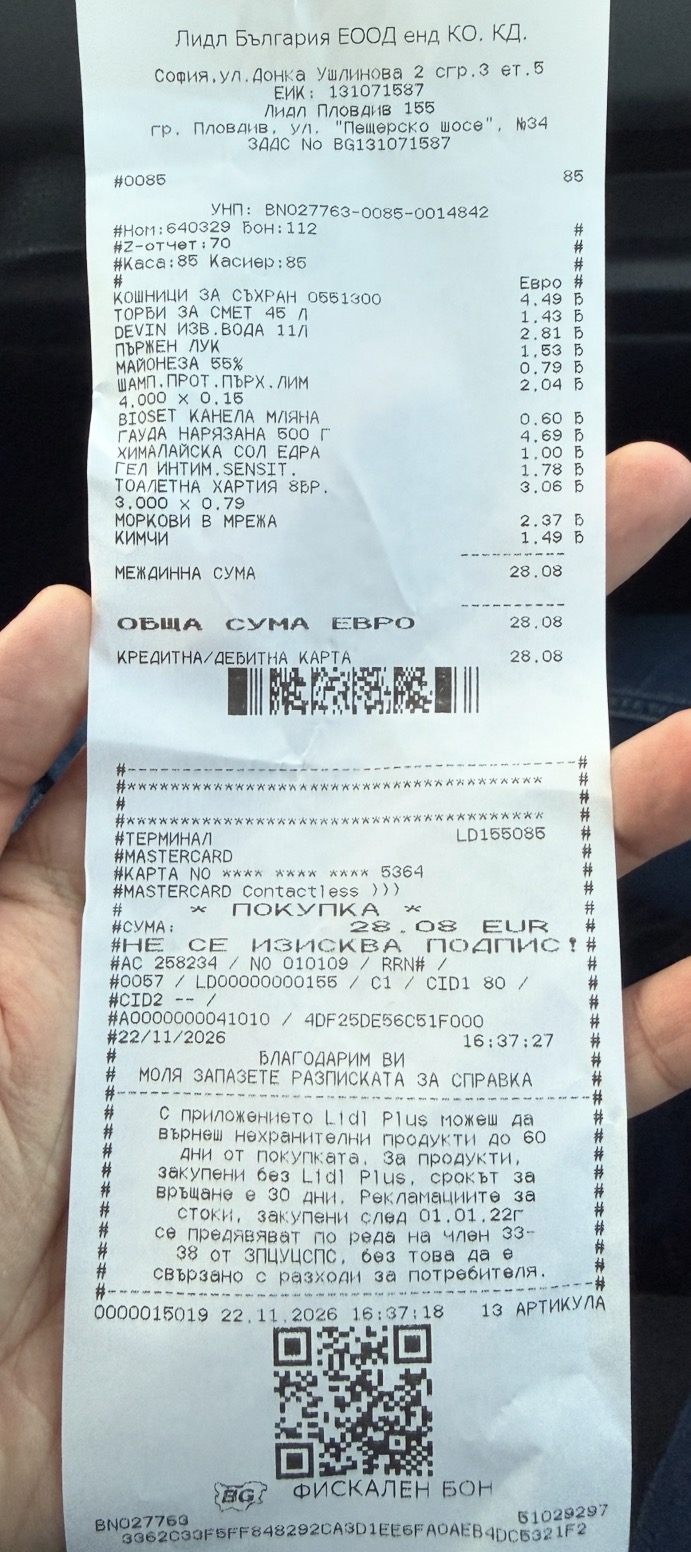 Лидл България ЕООД енд КО. КД.
София,ул.Донка Ушлинова 2 сгр.3 ет.5
ЕИК: 131071587
Лидл Пловдив 155
гр. Пловдив, ул. "Пещерско шосе", №34
ЗДДС No BG131071587
#0085 85
УНП: BN027763-0085-0014842
#Ном:640329 Бон:112 #
#Z-отчет:70 #
#Каса:85 Касиер:85 #
# Евро #
КОШНИЦИ ЗА СЪХРАН 0551300 4.49 Б
ТОРБИ ЗА СМЕТ 45 Л 1.43 Б
DEVIN ИЗВ.ВОДА 11Л 2.81 Б
ПЪРЖЕН ЛУК 1.53 Б
МАЙОНЕЗА 55% 0.79 Б
ШАМП.ПРОТ.ПЪРХ.ЛИМ 2.04 Б
4.000 x 0.15
BIOSET КАНЕЛА МЛЯНА 0.60 Б
ГАУДА НАРЯЗАНА 500 Г 4.69 Б
ХИМАЛАЙСКА СОЛ ЕДРА 1.00 Б
ГЕЛ ИНТИМ.SENSIT. 1.78 Б
ТОАЛЕТНА ХАРТИЯ 8БР. 3.06 Б
3.000 x 0.79
МОРКОВИ В МРЕЖА 2.37 Б
КИМЧИ 1.49 Б
МЕЖДИННА СУМА 28.08
ОБЩА СУМА ЕВРО 28.08
КРЕДИТНА/ДЕБИТНА КАРТА 28.08
#--------------------------------------#
#************************************** #
# #
#************************************** #
#ТЕРМИНАЛ LD155085 #
#MASTERCARD #
#КАРТА NO **** **** **** 5364 #
#MASTERCARD Contactless ))) #
# * ПОКУПКА * #
#СУМА: 28.08 EUR #
#НЕ СЕ ИЗИСКВА ПОДПИС!#
#AC 258234 / NO 010109 / RRN# / #
#0057 / LD00000000155 / C1 / CID1 80 / #
#CID2 -- / #
#A0000000041010 / 4DF25DE56C51F000 #
#22/11/2026 16:37:27 #
# БЛАГОДАРИМ ВИ #
# МОЛЯ ЗАПАЗЕТЕ РАЗПИСКАТА ЗА СПРАВКА #
#--------------------------------------#
# С приложението Lidl Plus можеш да #
# върнеш нехранителни продукти до 60 #
# дни от покупката. За продукти, #
# закупени без Lidl Plus, срокът за #
# връщане е 30 дни. Рекламациите за #
# стоки, закупени след 01.01.22г #
# се предявяват по реда на член 33- #
# 38 от ЗПЦУЦСПС, без това да е #
# свързано с разходи за потребителя. #
#--------------------------------------#
0000015019 22.11.2026 16:37:18 13 АРТИКУЛА
BG ФИСКАЛЕН БОН
BN027763 51029297
3362C33F5FF848292CA3D1EE6FA0AEB4DC5321F2